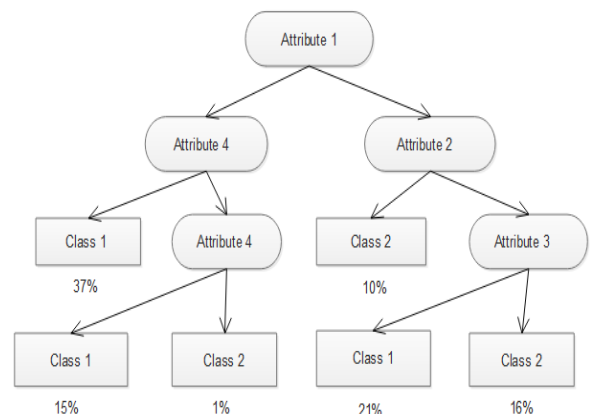 Attribute 1
Attribute 4
Attribute 2
Class 1
Attribute 4
Class 2
Attribute 3
37%
10%
Class 1
Class 2
Class 1
Class 2
15%
1%
21%
16%